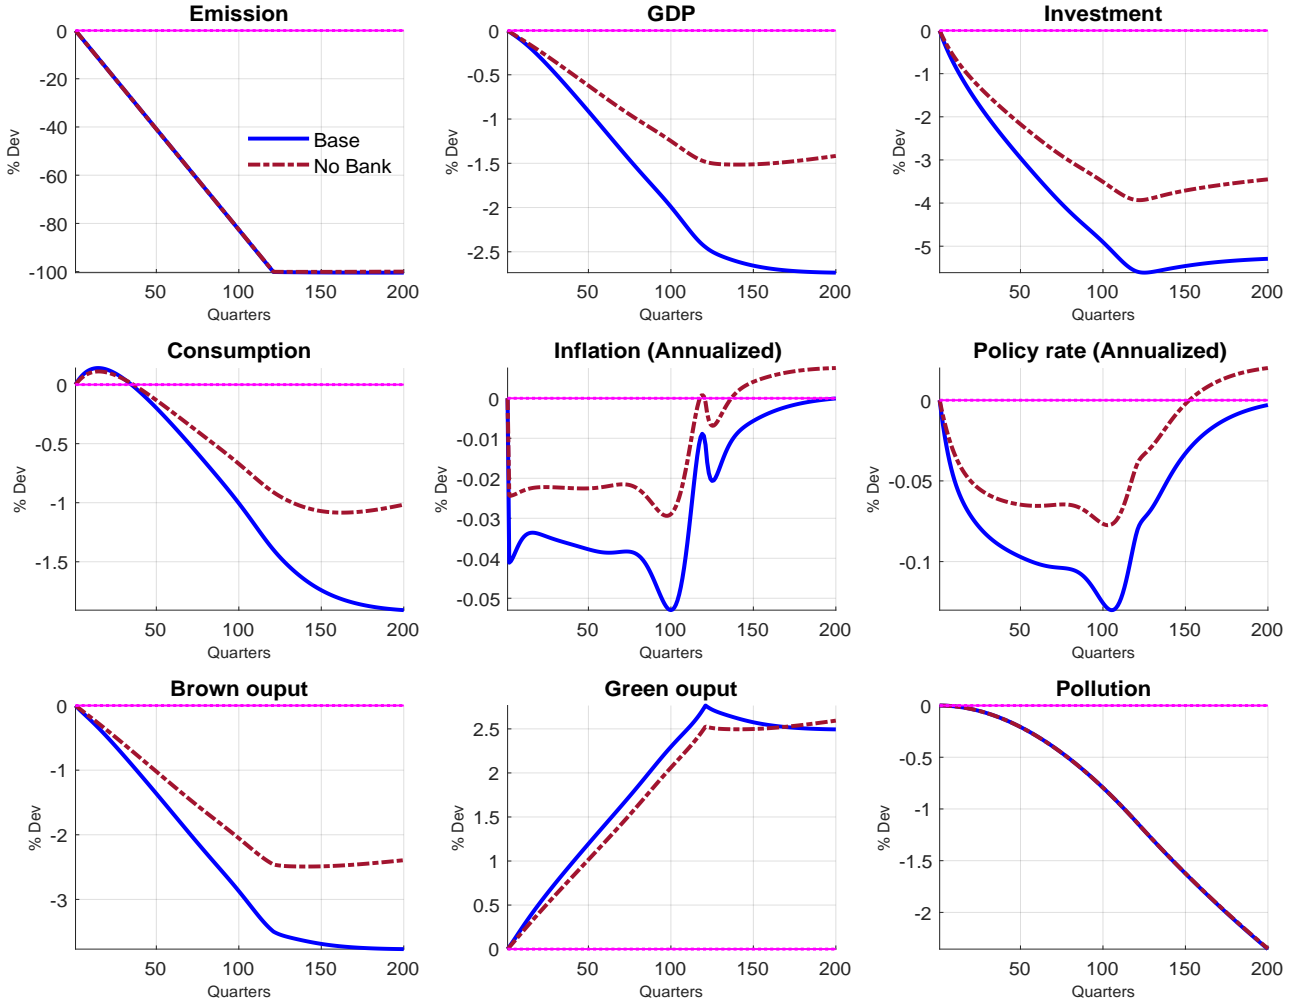 Emission
0
-20
-40
-60
-80
-100
% Dev
Base
No Bank
50
100
150
200
Quarters
GDP
0
-0.5
-1
-1.5
-2
-2.5
% Dev
50
100
150
200
Quarters
Investment
0
-1
-2
-3
-4
-5
% Dev
50
100
150
200
Quarters
Consumption
0
-0.5
-1
-1.5
% Dev
50
100
150
200
Quarters
Inflation (Annualized)
0
-0.01
-0.02
-0.03
-0.04
-0.05
% Dev
50
100
150
200
Quarters
Policy rate (Annualized)
0
-0.05
-0.1
% Dev
50
100
150
200
Quarters
Brown ouput
0
-1
-2
-3
% Dev
50
100
150
200
Quarters
Green ouput
2.5
2
1.5
1
0.5
0
% Dev
50
100
150
200
Quarters
Pollution
0
-0.5
-1
-1.5
-2
% Dev
50
100
150
200
Quarters